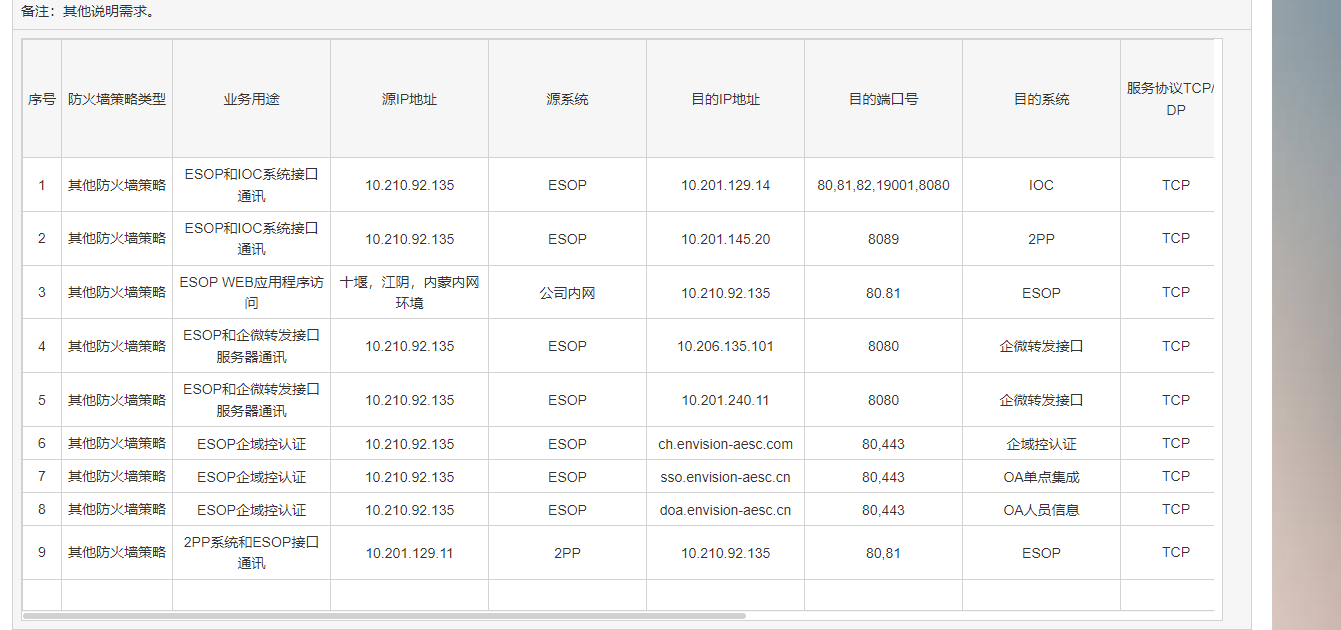 备注：其他说明需求。
序号 防火墙策略类型 业务用途 源IP地址 源系统 目的IP地址 目的端口号 目的系统 服务协议TCP/
DP
1 其他防火墙策略 ESOP和IOC系统接口
通讯 10.210.92.135 ESOP 10.201.129.14 80,81,82,19001,8080 IOC TCP
2 其他防火墙策略 ESOP和IOC系统接口
通讯 10.210.92.135 ESOP 10.201.145.20 8089 2PP TCP
3 其他防火墙策略 ESOP WEB应用程序访
问 十堰，江阴，内蒙内网
环境 公司内网 10.210.92.135 80.81 ESOP TCP
4 其他防火墙策略 ESOP和企微转发接口
服务器通讯 10.210.92.135 ESOP 10.206.135.101 8080 企微转发接口 TCP
5 其他防火墙策略 ESOP和企微转发接口
服务器通讯 10.210.92.135 ESOP 10.201.240.11 8080 企微转发接口 TCP
6 其他防火墙策略 ESOP企域控认证 10.210.92.135 ESOP ch.envision-aesc.com 80,443 企域控认证 TCP
7 其他防火墙策略 ESOP企域控认证 10.210.92.135 ESOP sso.envision-aesc.cn 80,443 OA单点集成 TCP
8 其他防火墙策略 ESOP企域控认证 10.210.92.135 ESOP doa.envision-aesc.cn 80,443 OA人员信息 TCP
9 其他防火墙策略 2PP系统和ESOP接口
通讯 10.201.129.11 2PP 10.210.92.135 80,81 ESOP TCP